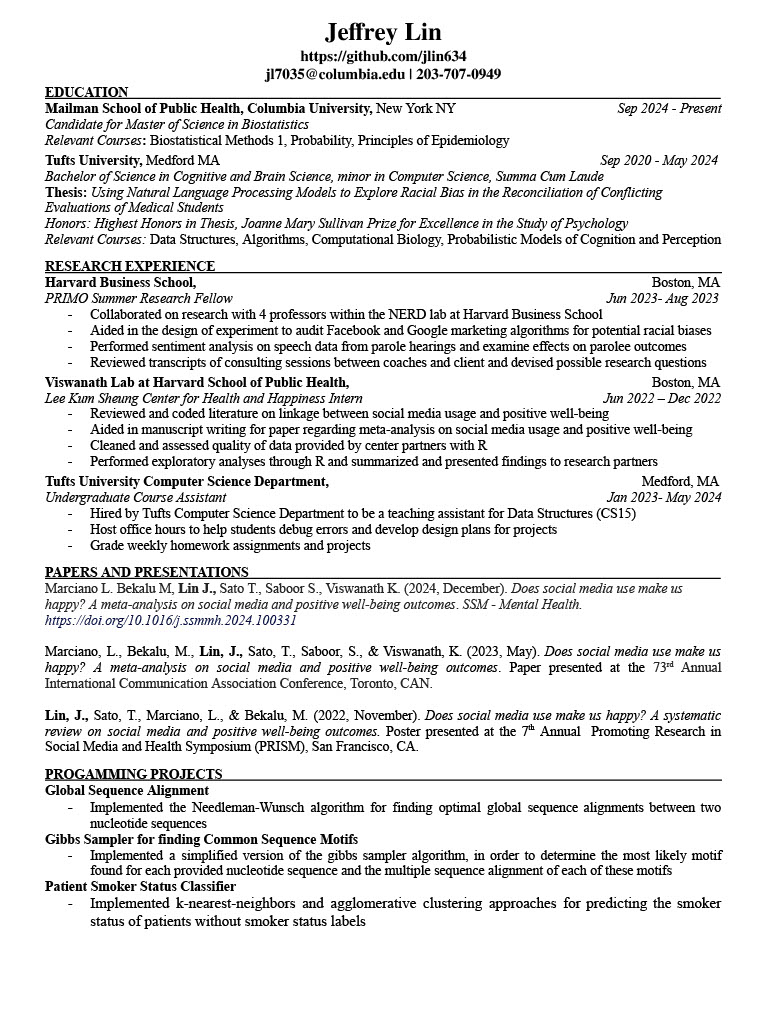 Jeffrey Lin
https://github.com/jlin634
jl7035@columbia.edu | 203-707-0949
EDUCATION
Mailman School of Public Health, Columbia University, New York NY Sep 2024 - Present
Candidate for Master of Science in Biostatistics
Relevant Courses: Biostatistical Methods 1, Probability, Principles of Epidemiology
Tufts University, Medford MA Sep 2020 - May 2024
Bachelor of Science in Cognitive and Brain Science, minor in Computer Science, Summa Cum Laude
Thesis: Using Natural Language Processing Models to Explore Racial Bias in the Reconciliation of Conflicting
Evaluations of Medical Students
Honors: Highest Honors in Thesis, Joanne Mary Sullivan Prize for Excellence in the Study of Psychology
Relevant Courses: Data Structures, Algorithms, Computational Biology, Probabilistic Models of Cognition and Perception
RESEARCH EXPERIENCE
Harvard Business School, Boston, MA
PRIMO Summer Research Fellow Jun 2023- Aug 2023
- Collaborated on research with 4 professors within the NERD lab at Harvard Business School
- Aided in the design of experiment to audit Facebook and Google marketing algorithms for potential racial biases
- Performed sentiment analysis on speech data from parole hearings and examine effects on parolee outcomes
- Reviewed transcripts of consulting sessions between coaches and client and devised possible research questions
Viswanath Lab at Harvard School of Public Health, Boston, MA
Lee Kum Sheung Center for Health and Happiness Intern Jun 2022 – Dec 2022
- Reviewed and coded literature on linkage between social media usage and positive well-being
- Aided in manuscript writing for paper regarding meta-analysis on social media usage and positive well-being
- Cleaned and assessed quality of data provided by center partners with R
- Performed exploratory analyses through R and summarized and presented findings to research partners
Tufts University Computer Science Department, Medford, MA
Undergraduate Course Assistant Jan 2023- May 2024
- Hired by Tufts Computer Science Department to be a teaching assistant for Data Structures (CS15)
- Host office hours to help students debug errors and develop design plans for projects
- Grade weekly homework assignments and projects
PAPERS AND PRESENTATIONS
Marciano L. Bekalu M, Lin J., Sato T., Saboor S., Viswanath K. (2024, December). Does social media use make us
happy? A meta-analysis on social media and positive well-being outcomes. SSM - Mental Health.
https://doi.org/10.1016/j.ssmmh.2024.100331
Marciano, L., Bekalu, M., Lin, J., Sato, T., Saboor, S., & Viswanath, K. (2023, May). Does social media use make us
happy? A meta-analysis on social media and positive well-being outcomes. Paper presented at the 73rd Annual
International Communication Association Conference, Toronto, CAN.
Lin, J., Sato, T., Marciano, L., & Bekalu, M. (2022, November). Does social media use make us happy? A systematic
review on social media and positive well-being outcomes. Poster presented at the 7th Annual Promoting Research in
Social Media and Health Symposium (PRISM), San Francisco, CA.
PROGAMMING PROJECTS
Global Sequence Alignment
- Implemented the Needleman-Wunsch algorithm for finding optimal global sequence alignments between two
nucleotide sequences
Gibbs Sampler for finding Common Sequence Motifs
- Implemented a simplified version of the gibbs sampler algorithm, in order to determine the most likely motif
found for each provided nucleotide sequence and the multiple sequence alignment of each of these motifs
Patient Smoker Status Classifier
- Implemented k-nearest-neighbors and agglomerative clustering approaches for predicting the smoker
status of patients without smoker status labels